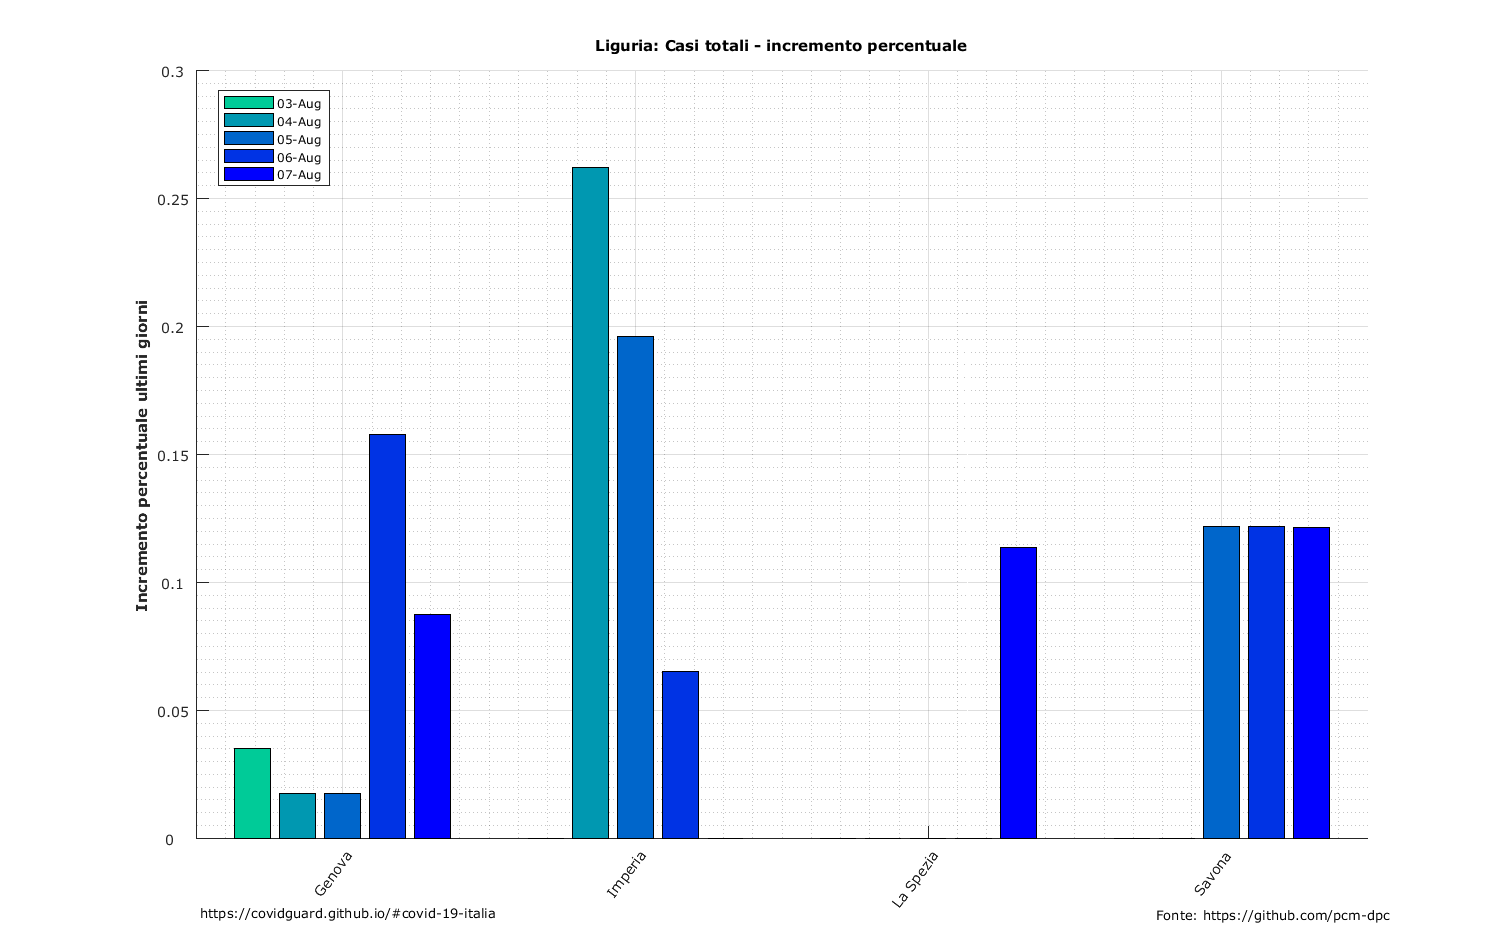 Liguria: Casi totali - incremento percentuale
0.3
0.25
0.2
0.15
0.1
0.05
0
Incremento percentuale ultimi giorni
03-Aug
04-Aug
05-Aug
06-Aug
07-Aug
Genova
Imperia
La Spezia
Savona
https://covidguard.github.io/#covid-19-italia
Fonte: https://github.com/pcm-dpc